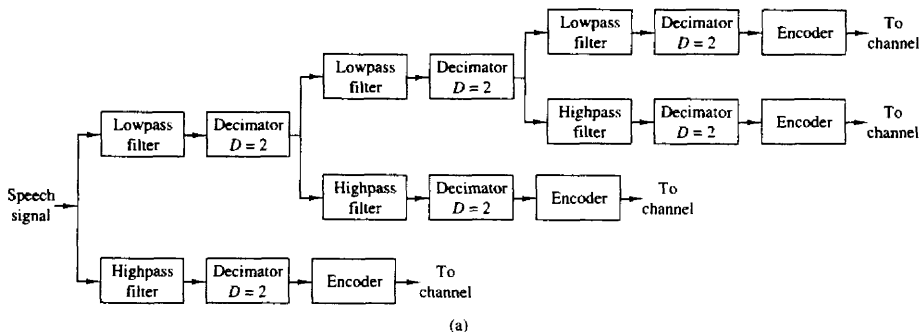 Lowpass
filter
Decimator
D = 2
Encoder
To
channel
Lowpass
filter
Decimator
D = 2
Highpass
filter
Decimator
D = 2
Encoder
To
channel
Lowpass
filter
Decimator
D = 2
Highpass
filter
Decimator
D = 2
Encoder
To
channel
Speech
signal
Highpass
filter
Decimator
D = 2
Encoder
To
channel
(a)